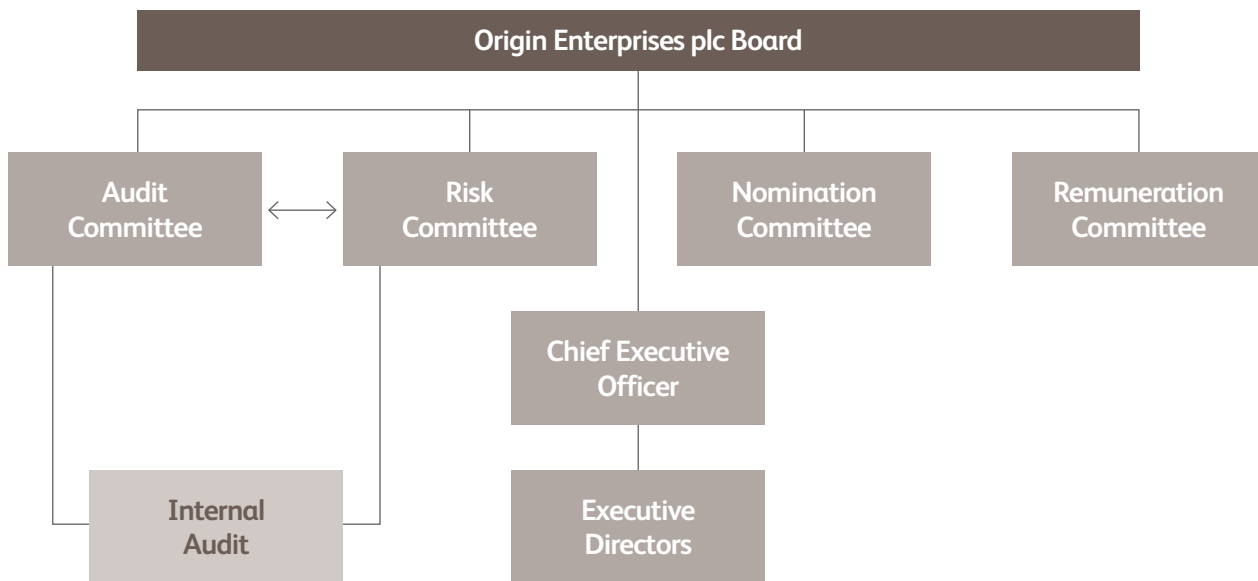 Origin Enterprises plc Board
Audit
Committee
Risk
Committee
Nomination
Committee
Remuneration
Committee
Chief Executive
Officer
Internal
Audit
Executive
Directors